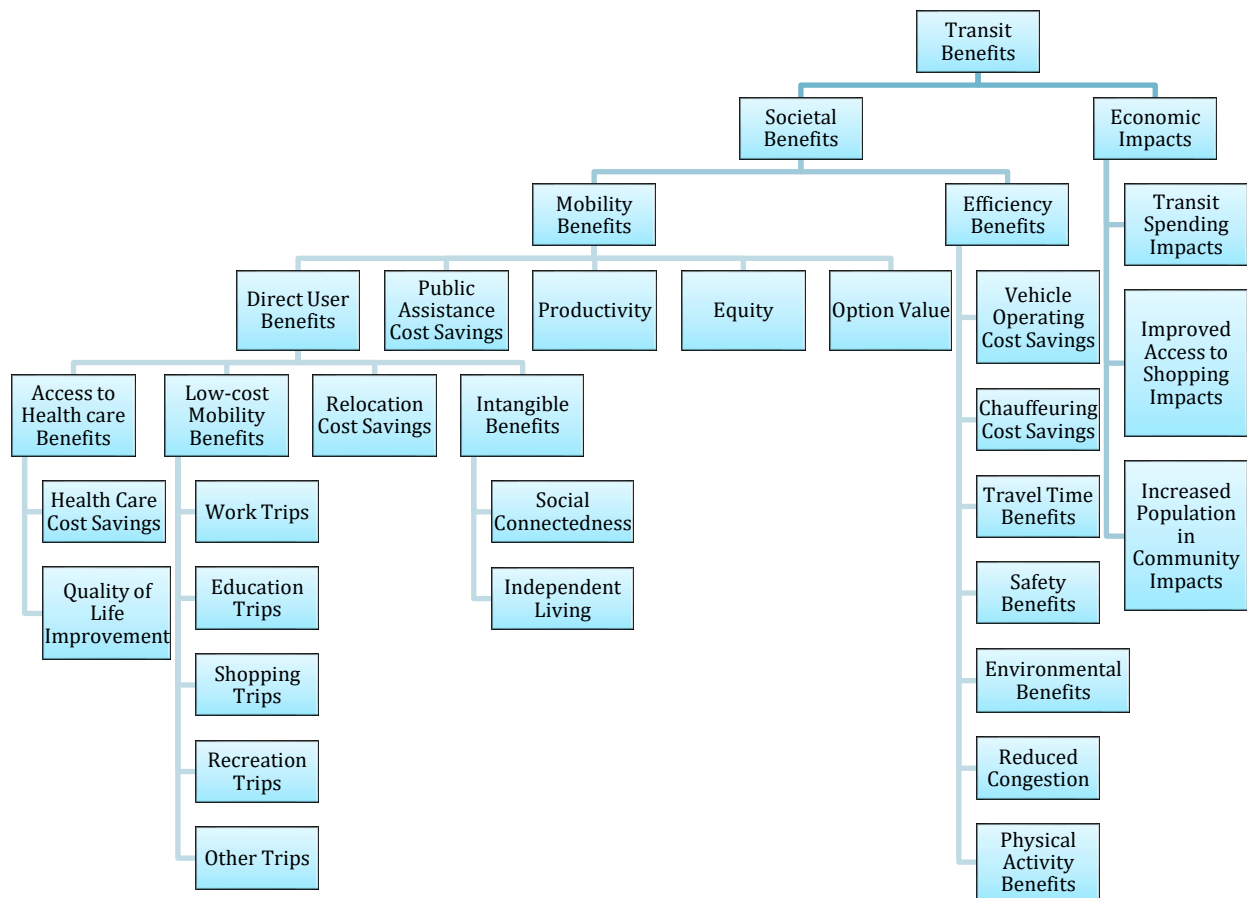 Transit
Benefits
Societal
Benefits
Economic
Impacts
Mobility
Benefits
Efficiency
Benefits
Transit
Spending
Impacts
Direct User
Benefits
Public
Assistance
Cost Savings
Productivity
Equity
Option Value
Vehicle
Operating
Cost Savings
Improved
Access to
Shopping
Impacts
Access to
Health care
Benefits
Low-cost
Mobility
Benefits
Relocation
Cost Savings
Intangible
Benefits
Chauffeuring
Cost Savings
Health Care
Cost Savings
Work Trips
Social
Connectedness
Travel Time
Benefits
Increased
Population
in
Community
Impacts
Quality of
Life
Improvement
Education
Trips
Independent
Living
Safety
Benefits
Shopping
Trips
Environmental
Benefits
Recreation
Trips
Reduced
Congestion
Other Trips
Physical
Activity
Benefits